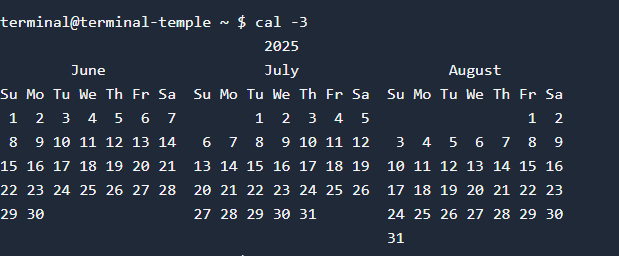 terminal@terminal-temple ~ $ cal -3
                            2025
        June                 July                August
Su Mo Tu We Th Fr Sa  Su Mo Tu We Th Fr Sa  Su Mo Tu We Th Fr Sa
 1  2  3  4  5  6  7         1  2  3  4  5                  1  2
 8  9 10 11 12 13 14   6  7  8  9 10 11 12   3  4  5  6  7  8  9
15 16 17 18 19 20 21  13 14 15 16 17 18 19  10 11 12 13 14 15 16
22 23 24 25 26 27 28  20 21 22 23 24 25 26  17 18 19 20 21 22 23
29 30                 27 28 29 30 31        24 25 26 27 28 29 30
                                            31